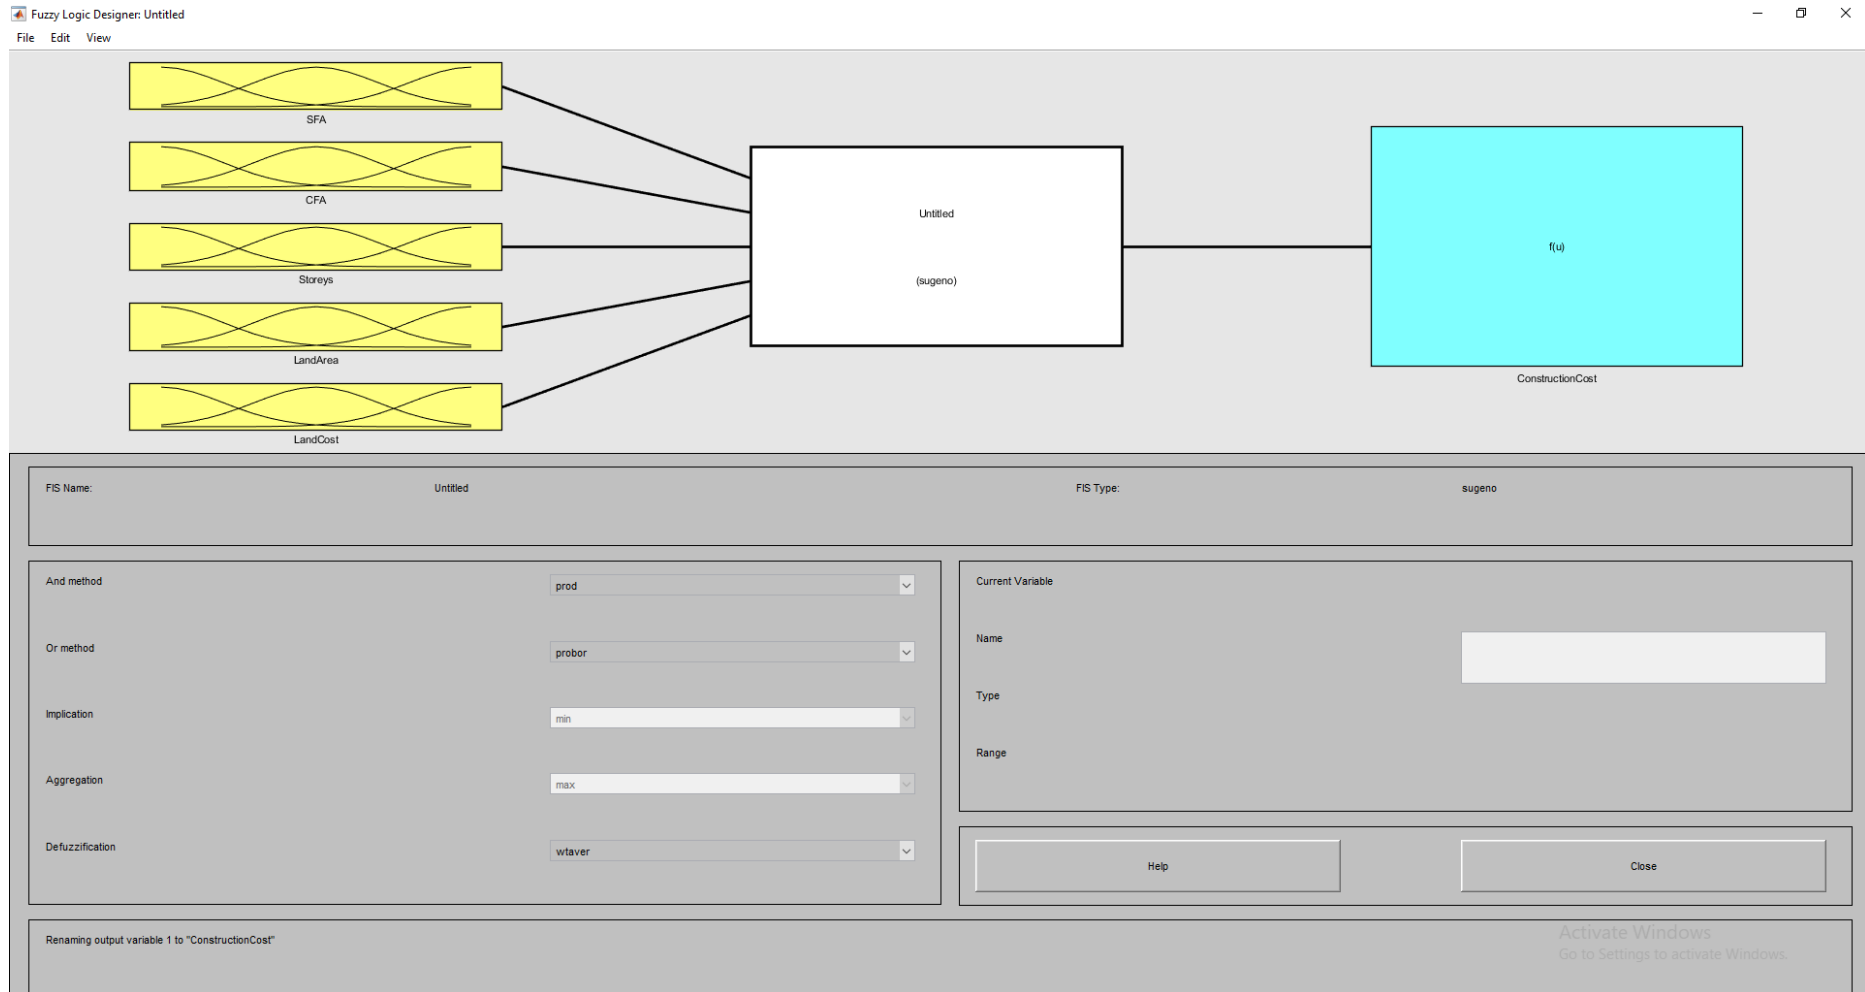 Fuzzy Logic Designer: Untitled
File Edit View
SFA
CFA
Storeys
LandArea
LandCost
Untitled
(sugeno)
f(u)
ConstructionCost
FIS Name: Untitled FIS Type: sugeno
And method prod
Or method probor
Implication min
Aggregation max
Defuzzification wtaver
Current Variable
Name
Type
Range
Help Close
Renaming output variable 1 to "ConstructionCost"
Activate Windows
Go to Settings to activate Windows.